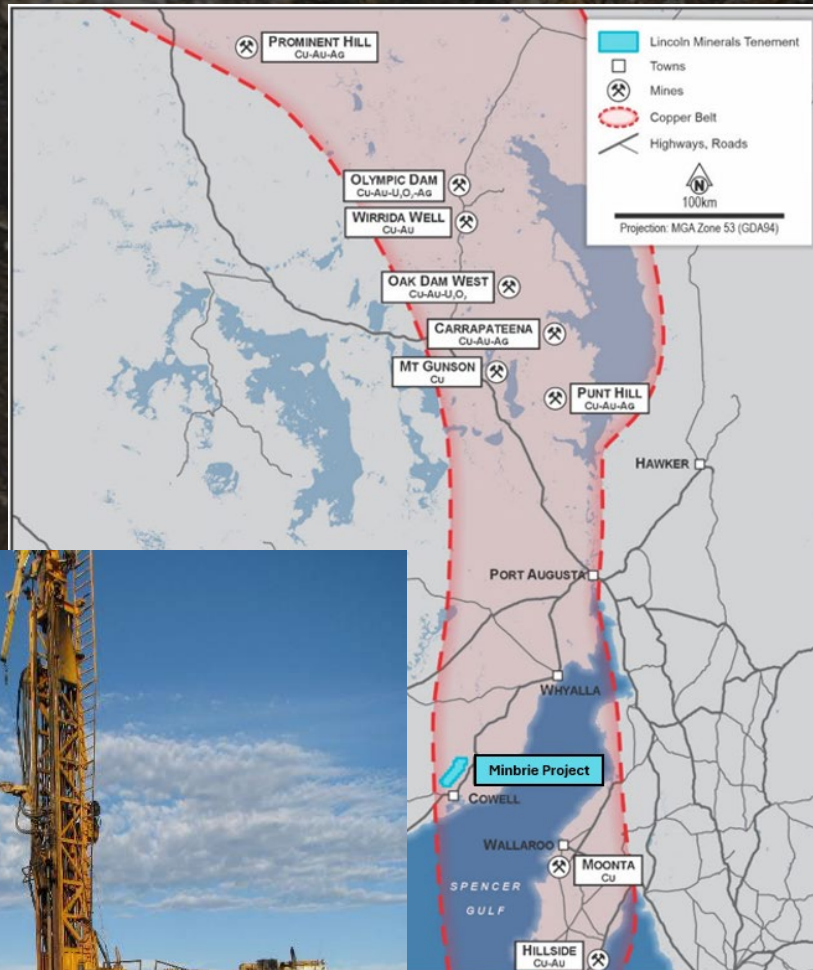 PROMINENT HILL
CU-AU-AG
Lincoln Minerals Tenement
Towns
Mines
Copper Belt
Highways, Roads
N
100km
Projection: MGA Zone 53 (GDA94)
OLYMPIC DAM
CU-AU-U₃O₈-AG
WIRRIDA WELL
CU-AU
OAK DAM WEST
CU-AU-U₃O₈
CARRAPATEENA
CU-AU-AG
MT GUNSON
CU
PUNT HILL
CU-AU-AG
HAWKER
PORT AUGUSTA
WHYALLA
Minbrie Project
COWELL
WALLAROO
MOONTA
CU
SPENCER
GULF
HILLSIDE
CU-AU